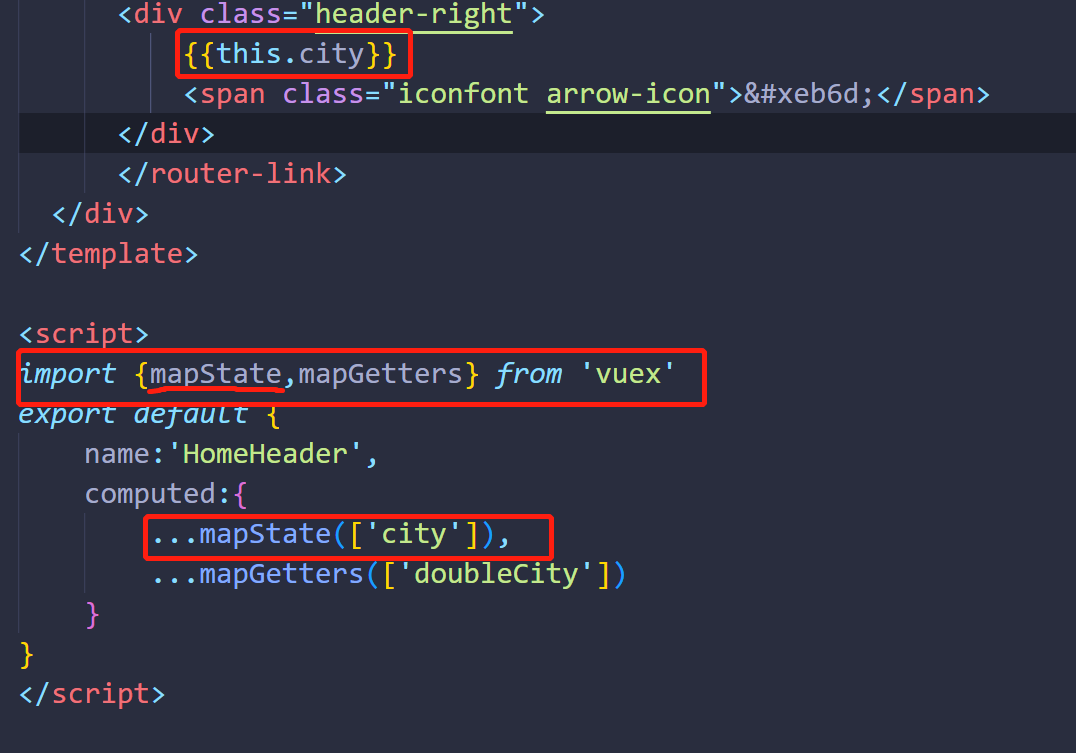 <div class="header-right">
{{this.city}}
<span class="iconfont arrow-icon">&#xeb6d;</span>
</div>
</router-link>
</div>
</template>
<script>
import {mapState,mapGetters} from 'vuex'
export default {
name:'HomeHeader',
computed:{
...mapState(['city']),
...mapGetters(['doubleCity'])
}
}
</script>